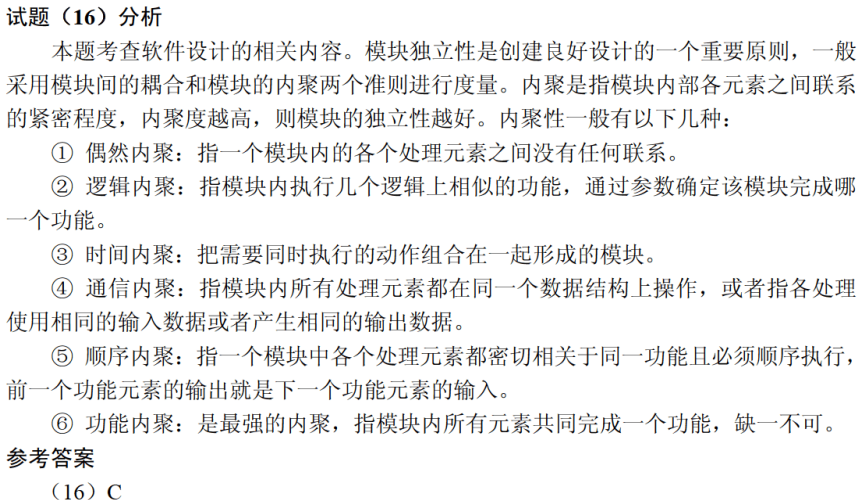 试题（16）分析
本题考查软件设计的相关内容。模块独立性是创建良好设计的一个重要原则，一般
采用模块间的耦合和模块的内聚两个准则进行度量。内聚是指模块内部各元素之间联系
的紧密程度，内聚度越高，则模块的独立性越好。内聚性一般有以下几种：
① 偶然内聚：指一个模块内的各个处理元素之间没有任何联系。
② 逻辑内聚：指模块内执行几个逻辑上相似的功能，通过参数确定该模块完成哪
一个功能。
③ 时间内聚：把需要同时执行的动作组合在一起形成的模块。
④ 通信内聚：指模块内所有处理元素都在同一个数据结构上操作，或者指各处理
使用相同的输入数据或者产生相同的输出数据。
⑤ 顺序内聚：指一个模块中各个处理元素都密切相关于同一功能且必须顺序执行，
前一个功能元素的输出就是下一个功能元素的输入。
⑥ 功能内聚：是最强的内聚，指模块内所有元素共同完成一个功能，缺一不可。
参考答案
（16）C